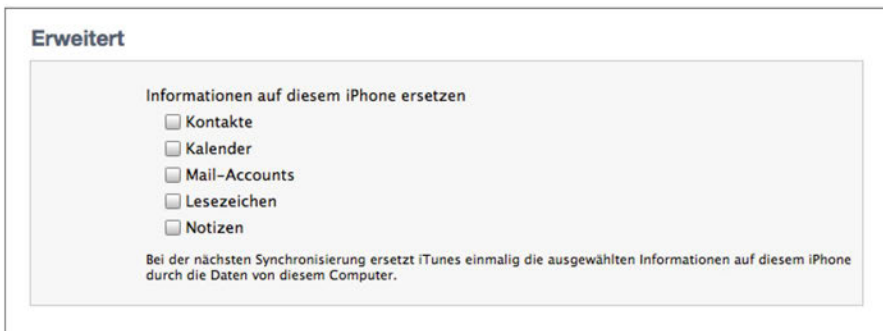 Erweitert
Informationen auf diesem iPhone ersetzen
Kontakte
Kalender
Mail-Accounts
Lesezeichen
Notizen
Bei der nächsten Synchronisierung ersetzt iTunes einmalig die ausgewählten Informationen auf diesem iPhone
durch die Daten von diesem Computer.